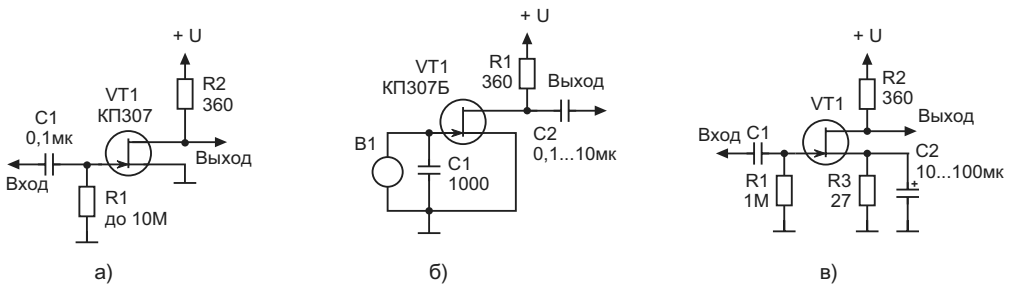 + U
R2
360
VT1
КП307
C1
0,1мк
Вход
Выход
R1
до 10М
а)
+ U
R1
360
VT1
КП307Б
Выход
B1
C1
1000
C2
0,1...10мк
б)
+ U
R2
360
VT1
Вход
C1
Выход
C2
10...100мк
+
R1
1М
R3
27
в)